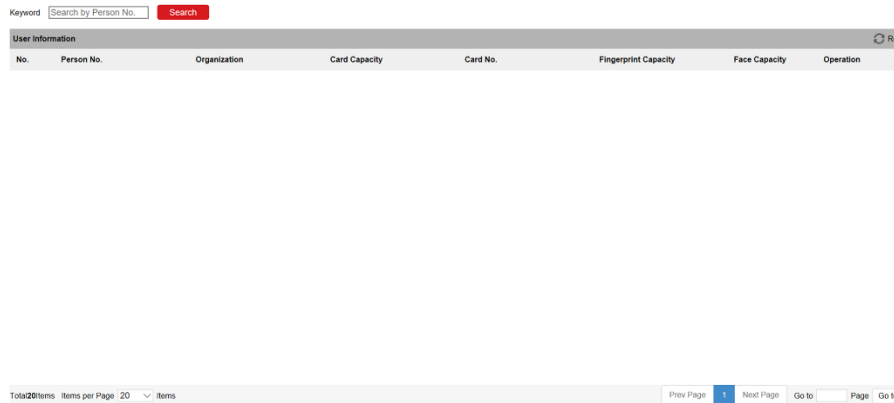 Keyword Search by Person No. Search
User Information
No. Person No. Organization Card Capacity Card No. Fingerprint Capacity Face Capacity Operation
Total20Items Items per Page 20 Items Prev Page 1 Next Page Go to Page Go